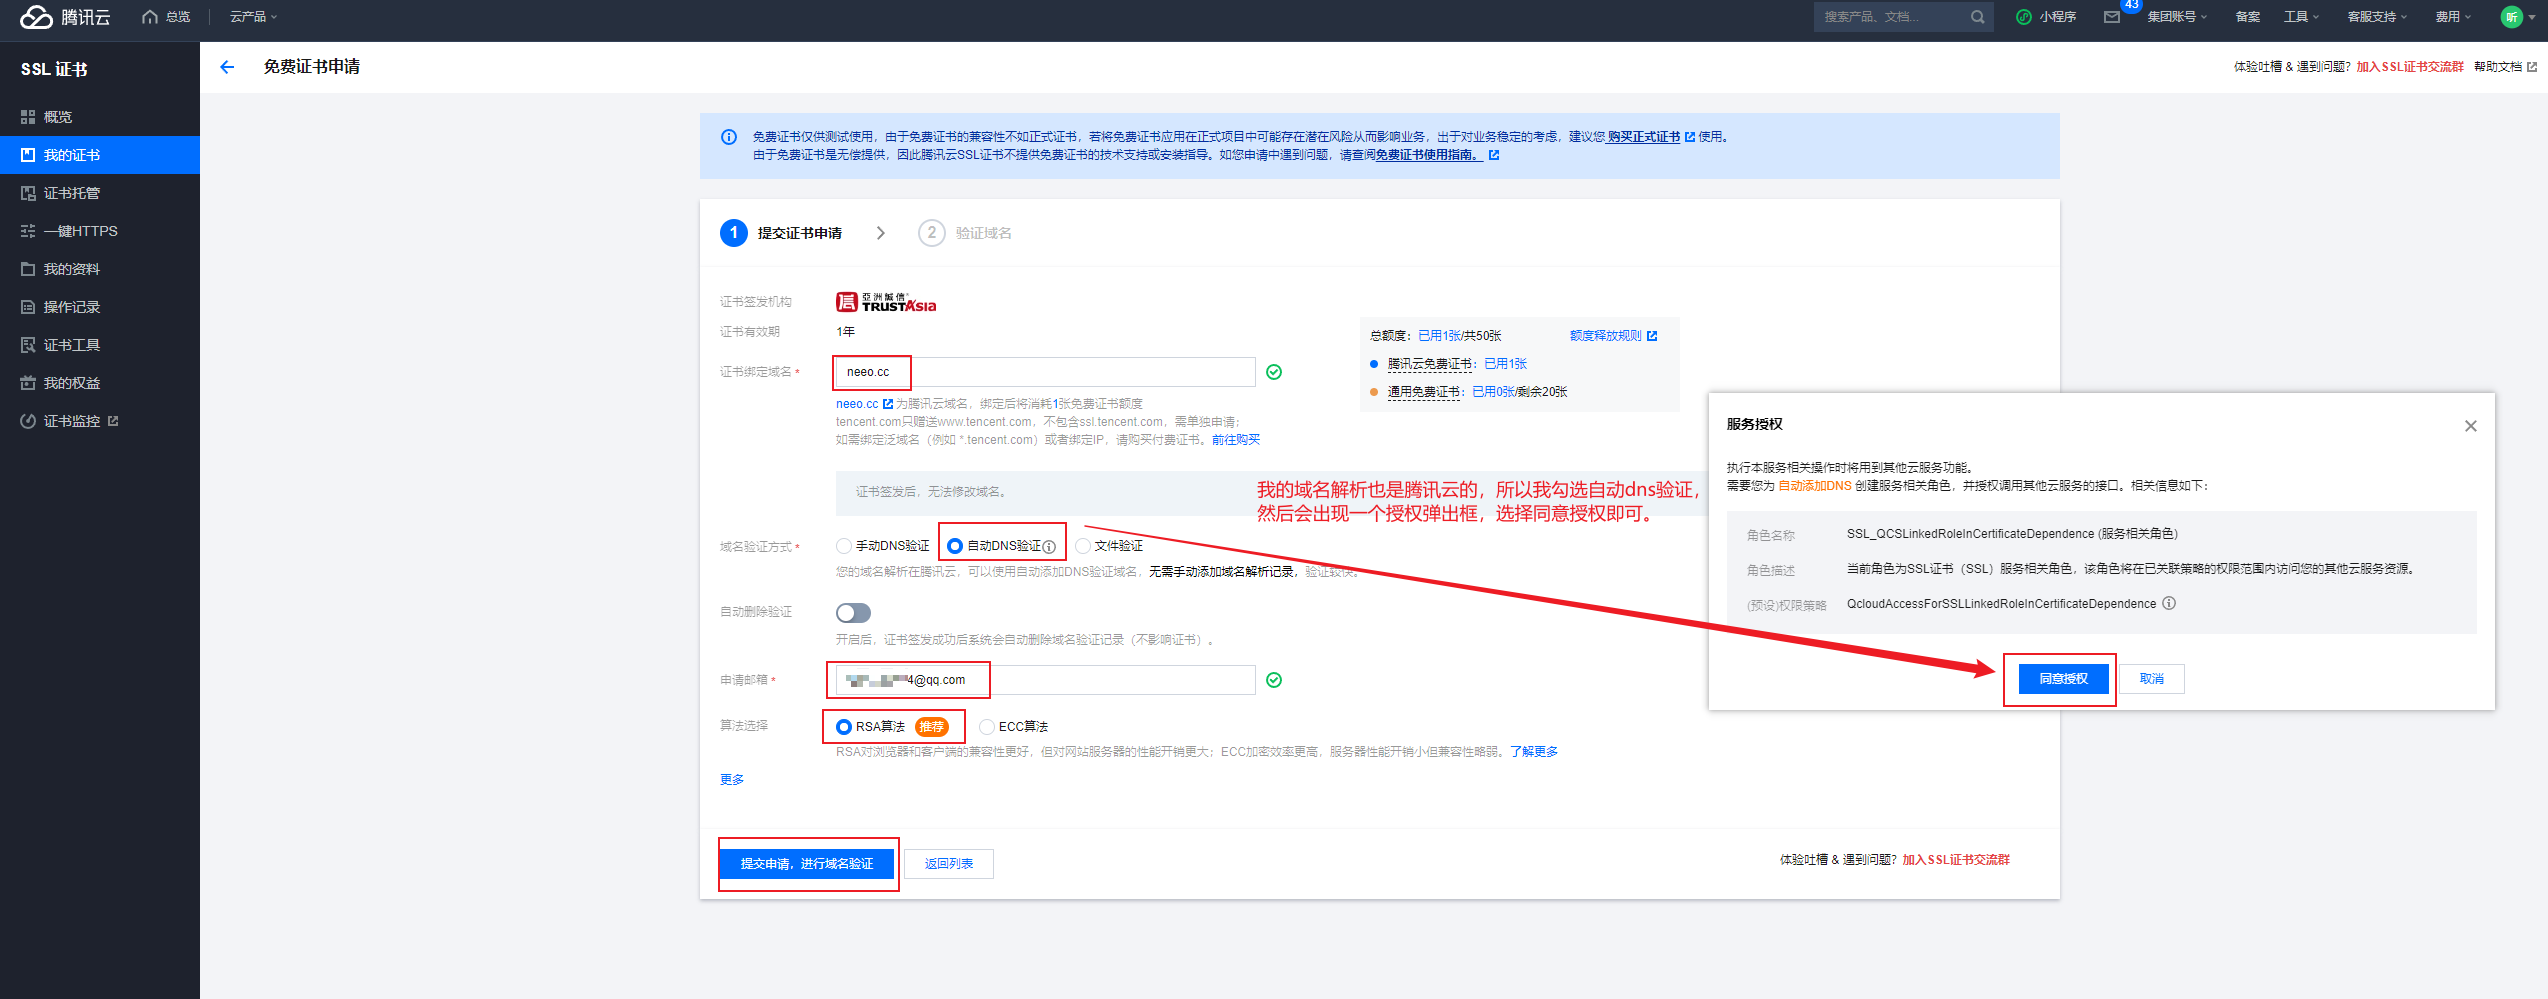 腾讯云
总览
云产品
搜索产品、文档...
小程序
43
集团账号
备案
工具
客服支持
费用
听
SSL 证书
概览
我的证书
证书托管
一键HTTPS
我的资料
操作记录
证书工具
我的权益
证书监控
免费证书申请
体验吐槽 & 遇到问题？加入SSL证书交流群 帮助文档
免费证书仅供测试使用，由于免费证书的兼容性不如正式证书，若将免费证书应用在正式项目中可能存在潜在风险从而影响业务，出于对业务稳定的考虑，建议您 购买正式证书 使用。
由于免费证书是无偿提供，因此腾讯云SSL证书不提供免费证书的技术支持或安装指导。如您申请中遇到问题，请查阅免费证书使用指南。
1 提交证书申请
2 验证域名
证书签发机构
亞洲誠信
TRUSTAsia
证书有效期
1年
总额度：已用1张/共50张
额度释放规则
腾讯云免费证书：已用1张
通用免费证书：已用0张/剩余20张
证书绑定域名 *
neeo.cc
neeo.cc 为腾讯云域名，绑定后将消耗1张免费证书额度
tencent.com只赠送www.tencent.com，不包含ssl.tencent.com，需单独申请；
如需绑定泛域名（例如 *.tencent.com）或者绑定IP，请购买付费证书。前往购买
证书签发后，无法修改域名。
我的域名解析也是腾讯云的，所以我勾选自动dns验证，
然后会出现一个授权弹出框，选择同意授权即可。
域名验证方式 *
手动DNS验证
自动DNS验证
文件验证
您的域名解析在腾讯云，可以使用自动添加DNS验证域名，无需手动添加域名解析记录，验证较快。
自动删除验证
开启后，证书签发成功后系统会自动删除域名验证记录（不影响证书）。
申请邮箱 *
4@qq.com
算法选择
RSA算法 推荐
ECC算法
RSA对浏览器和客户端的兼容性更好，但对网站服务器的性能开销更大；ECC加密效率更高，服务器性能开销小但兼容性略弱。了解更多
更多
提交申请，进行域名验证
返回列表
体验吐槽 & 遇到问题？加入SSL证书交流群
服务授权
执行本服务相关操作时将用到其他云服务功能。
需要您为 自动添加DNS 创建服务相关角色，并授权调用其他云服务的接口。相关信息如下：
角色名称
SSL_QCSLinkedRoleInCertificateDependence (服务相关角色)
角色描述
当前角色为SSL证书（SSL）服务相关角色，该角色将在已关联策略的权限范围内访问您的其他云服务资源。
(预设)权限策略
QcloudAccessForSSLLinkedRoleInCertificateDependence
同意授权
取消